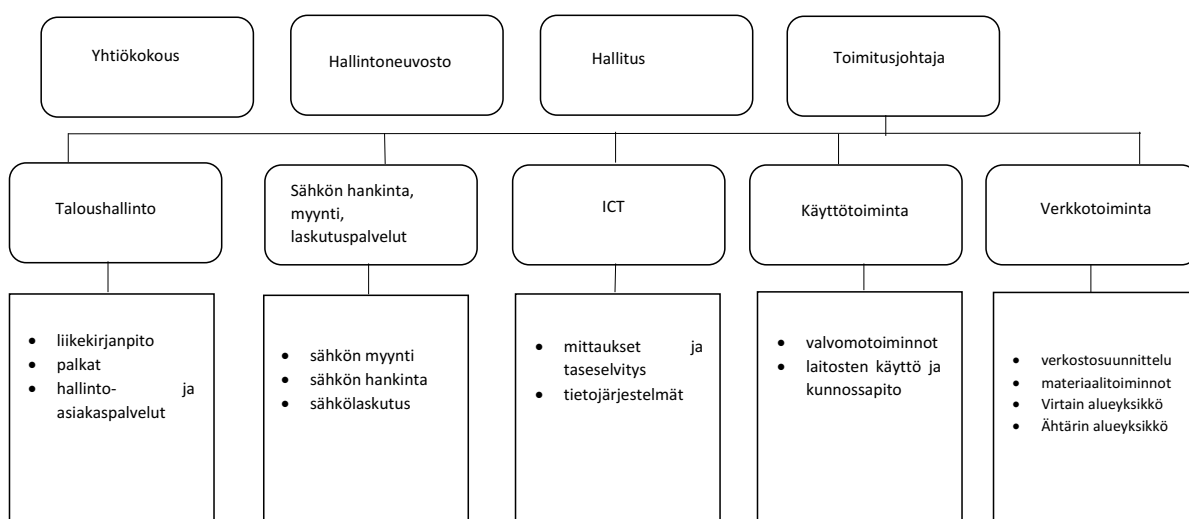 Yhtiökokous
Hallintoneuvosto
Hallitus
Toimitusjohtaja
Taloushallinto
Sähkön hankinta,
myynti,
laskutuspalvelut
ICT
Käyttötoiminta
Verkkotoiminta
• liikekirjanpito
• palkat
• hallinto- ja
asiakaspalvelut
• sähkön myynti
• sähkön hankinta
• sähkölaskutus
• mittaukset ja
taseselvitys
• tietojärjestelmät
• valvomotoiminnot
• laitosten käyttö ja
kunnossapito
• verkostosuunnittelu
• materiaalitoiminnot
• Virtain alueyksikkö
• Ähtärin alueyksikkö